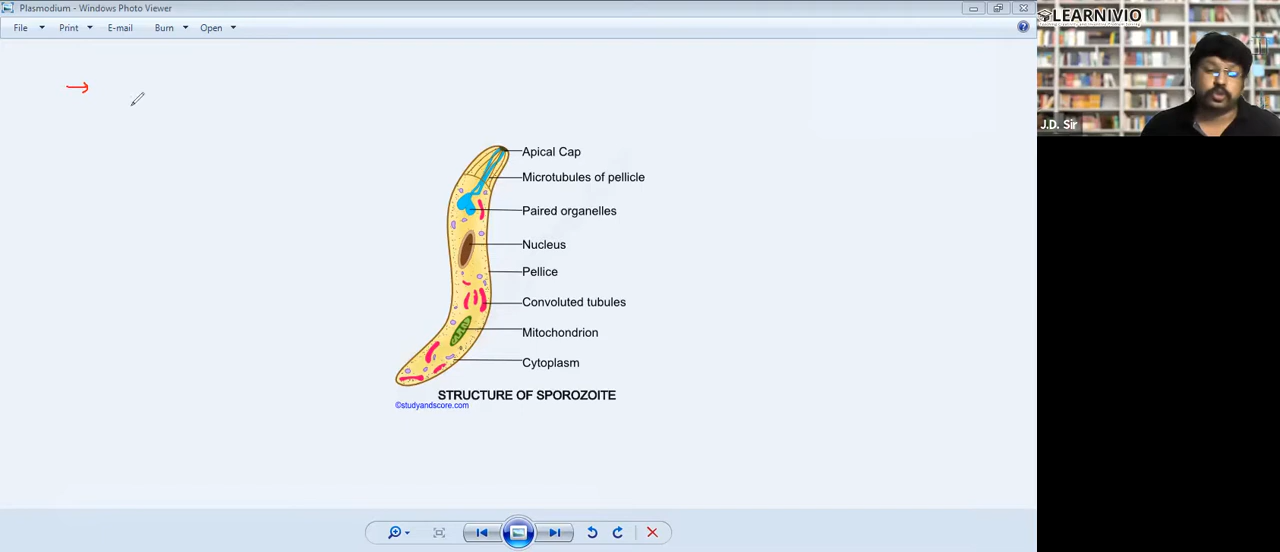 Plasmodium - Windows Photo Viewer
File Print E-mail Burn Open
LEARNIVIO
J.D. Sir
Apical Cap
Microtubules of pellicle
Paired organelles
Nucleus
Pellice
Convoluted tubules
Mitochondrion
Cytoplasm
STRUCTURE OF SPOROZOITE
©studyandscore.com